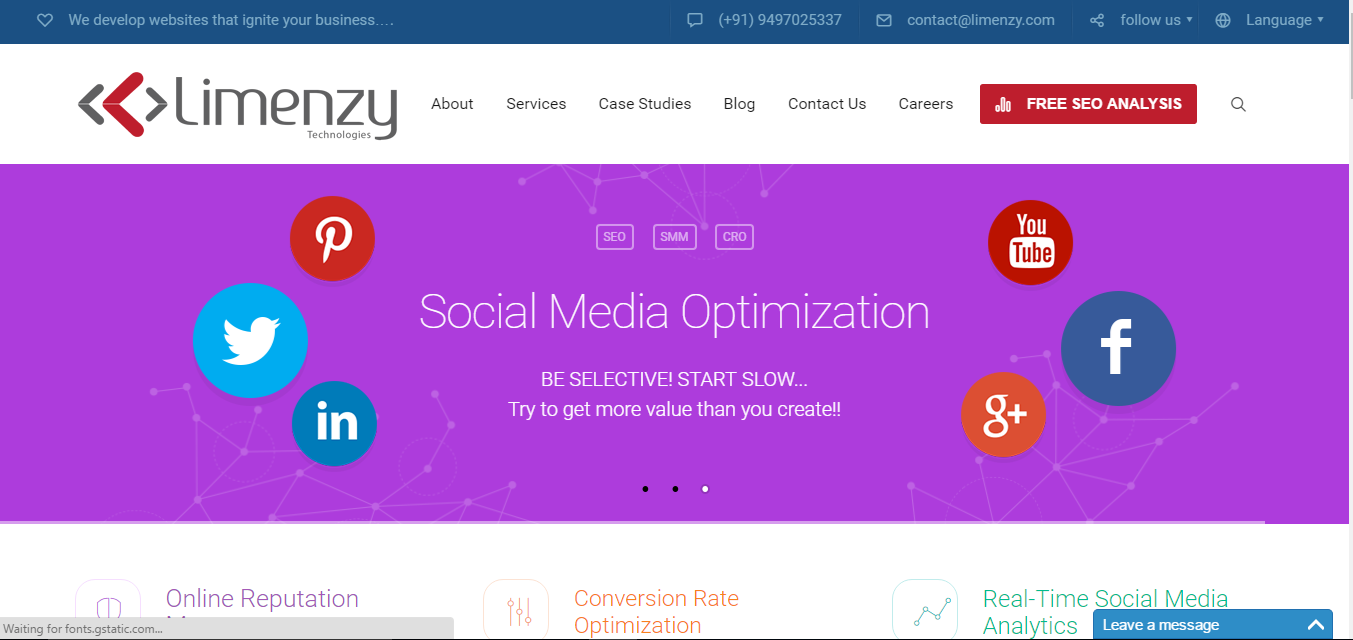 We develop websites that ignite your business....
(+91) 9497025337
contact@limenzy.com
follow us
Language
Limenzy
Technologies
About
Services
Case Studies
Blog
Contact Us
Careers
FREE SEO ANALYSIS
SEO
SMM
CRO
You
Tube
in
f
g+
Social Media Optimization
BE SELECTIVE! START SLOW...
Try to get more value than you create!!
Online Reputation
Conversion Rate
Optimization
Real-Time Social Media
Analytics
Leave a message
Waiting for fonts.gstatic.com...